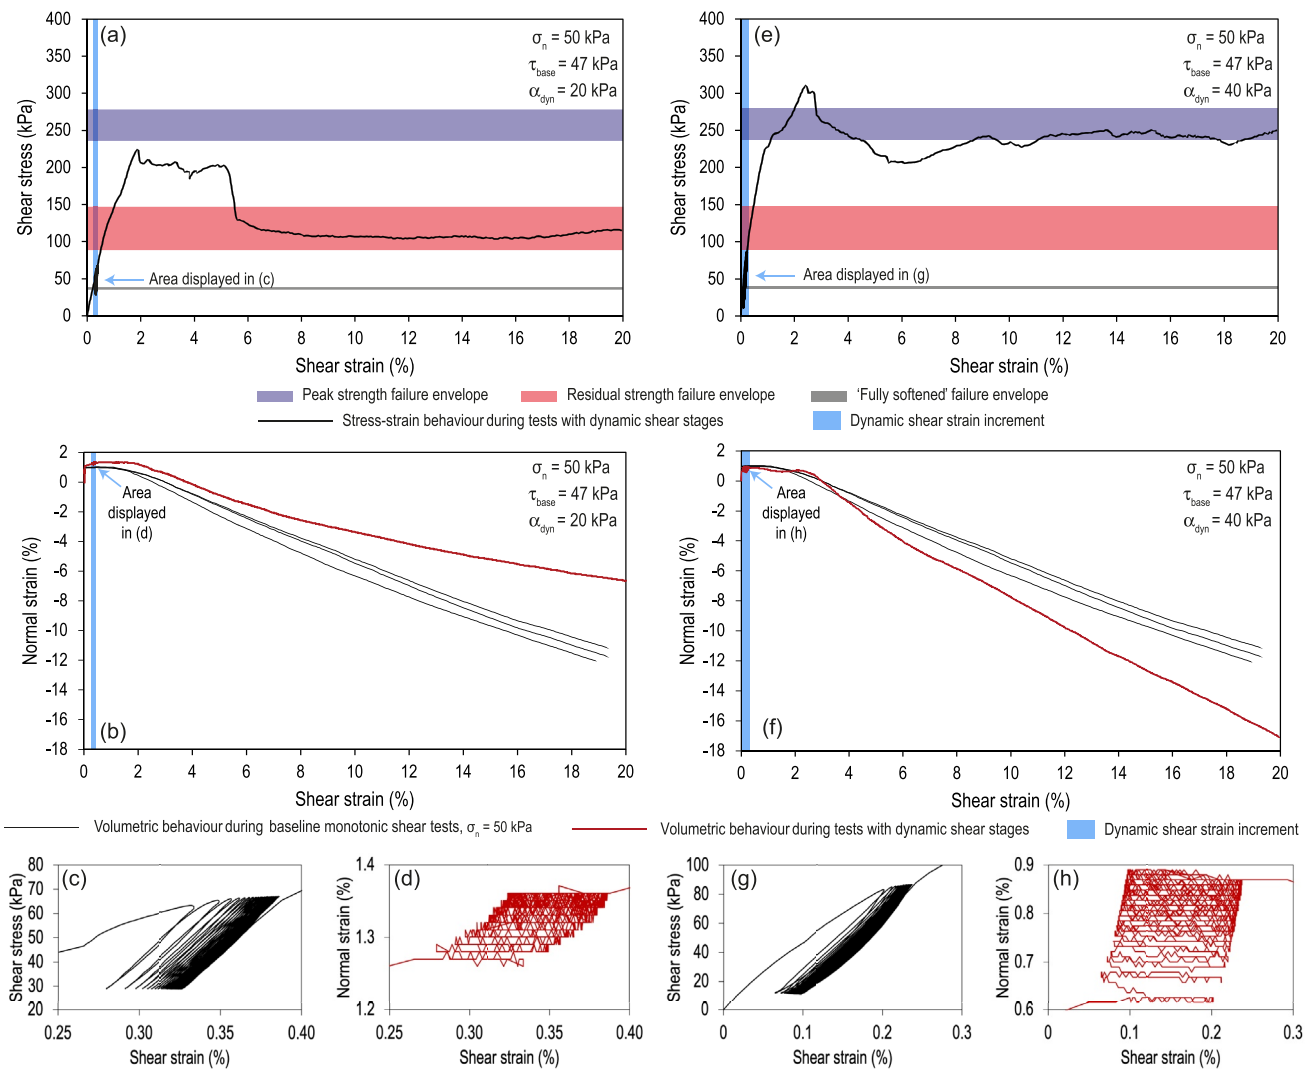 (a)
σn = 50 kPa
τbase = 47 kPa
αdyn = 20 kPa
Shear stress (kPa)
400
350
300
250
200
150
100
50
0
Area displayed in (c)
0 2 4 6 8 10 12 14 16 18 20
Shear strain (%)
(e)
σn = 50 kPa
τbase = 47 kPa
αdyn = 40 kPa
Shear stress (kPa)
400
350
300
250
200
150
100
50
0
Area displayed in (g)
0 2 4 6 8 10 12 14 16 18 20
Shear strain (%)
Peak strength failure envelope
Residual strength failure envelope
'Fully softened' failure envelope
Stress-strain behaviour during tests with dynamic shear stages
Dynamic shear strain increment
(b)
σn = 50 kPa
τbase = 47 kPa
αdyn = 20 kPa
Normal strain (%)
2
0
-2
-4
-6
-8
-10
-12
-14
-16
-18
Area
displayed
in (d)
0 2 4 6 8 10 12 14 16 18 20
Shear strain (%)
(f)
σn = 50 kPa
τbase = 47 kPa
αdyn = 40 kPa
Normal strain (%)
2
0
-2
-4
-6
-8
-10
-12
-14
-16
-18
Area
displayed
in (h)
0 2 4 6 8 10 12 14 16 18 20
Shear strain (%)
Volumetric behaviour during baseline monotonic shear tests, σn = 50 kPa
Volumetric behaviour during tests with dynamic shear stages
Dynamic shear strain increment
(c)
Shear stress (kPa)
80
70
60
50
40
30
20
0.25 0.30 0.35 0.40
Shear strain (%)
(d)
Normal strain (%)
1.4
1.3
1.2
0.25 0.30 0.35 0.40
Shear strain (%)
(g)
Shear stress (kPa)
100
80
60
40
20
0
0 0.1 0.2 0.3
Shear strain (%)
(h)
Normal strain (%)
0.9
0.8
0.7
0.6
0 0.1 0.2 0.3
Shear strain (%)